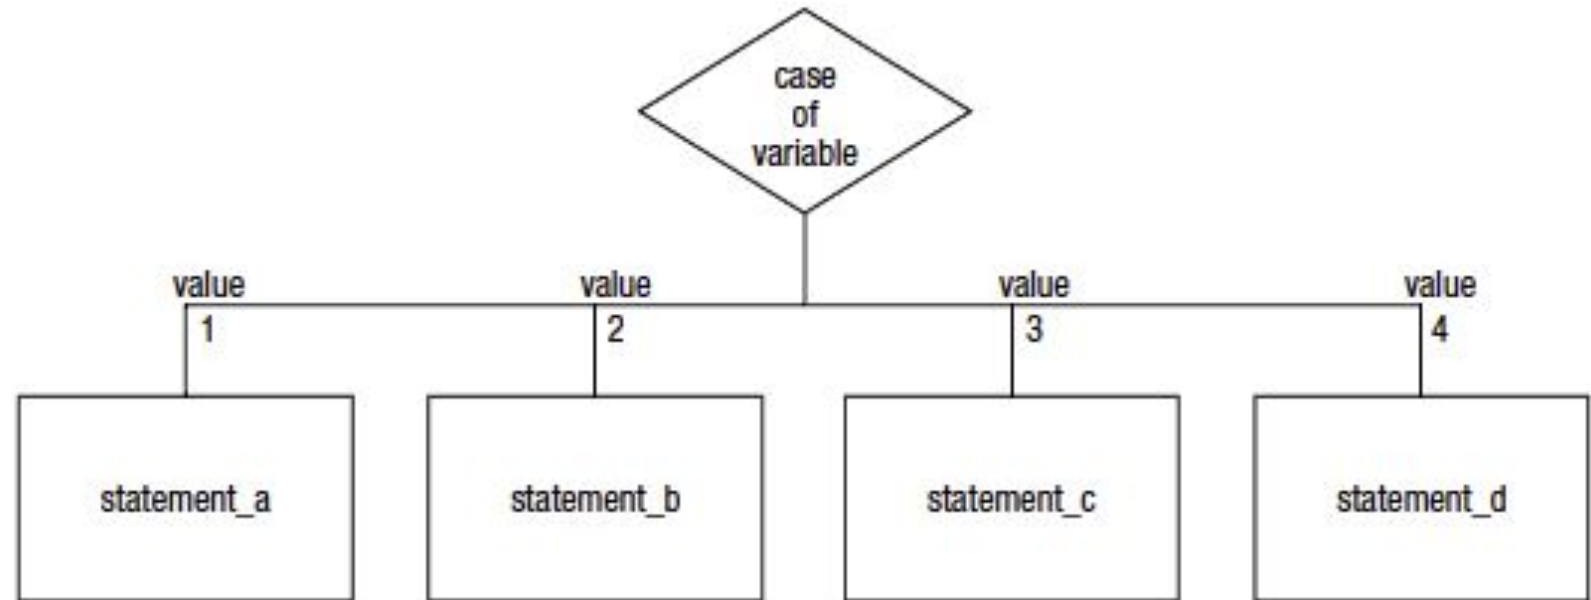 case
of
variable
value value value value
1 2 3 4
statement_a statement_b statement_c statement_d